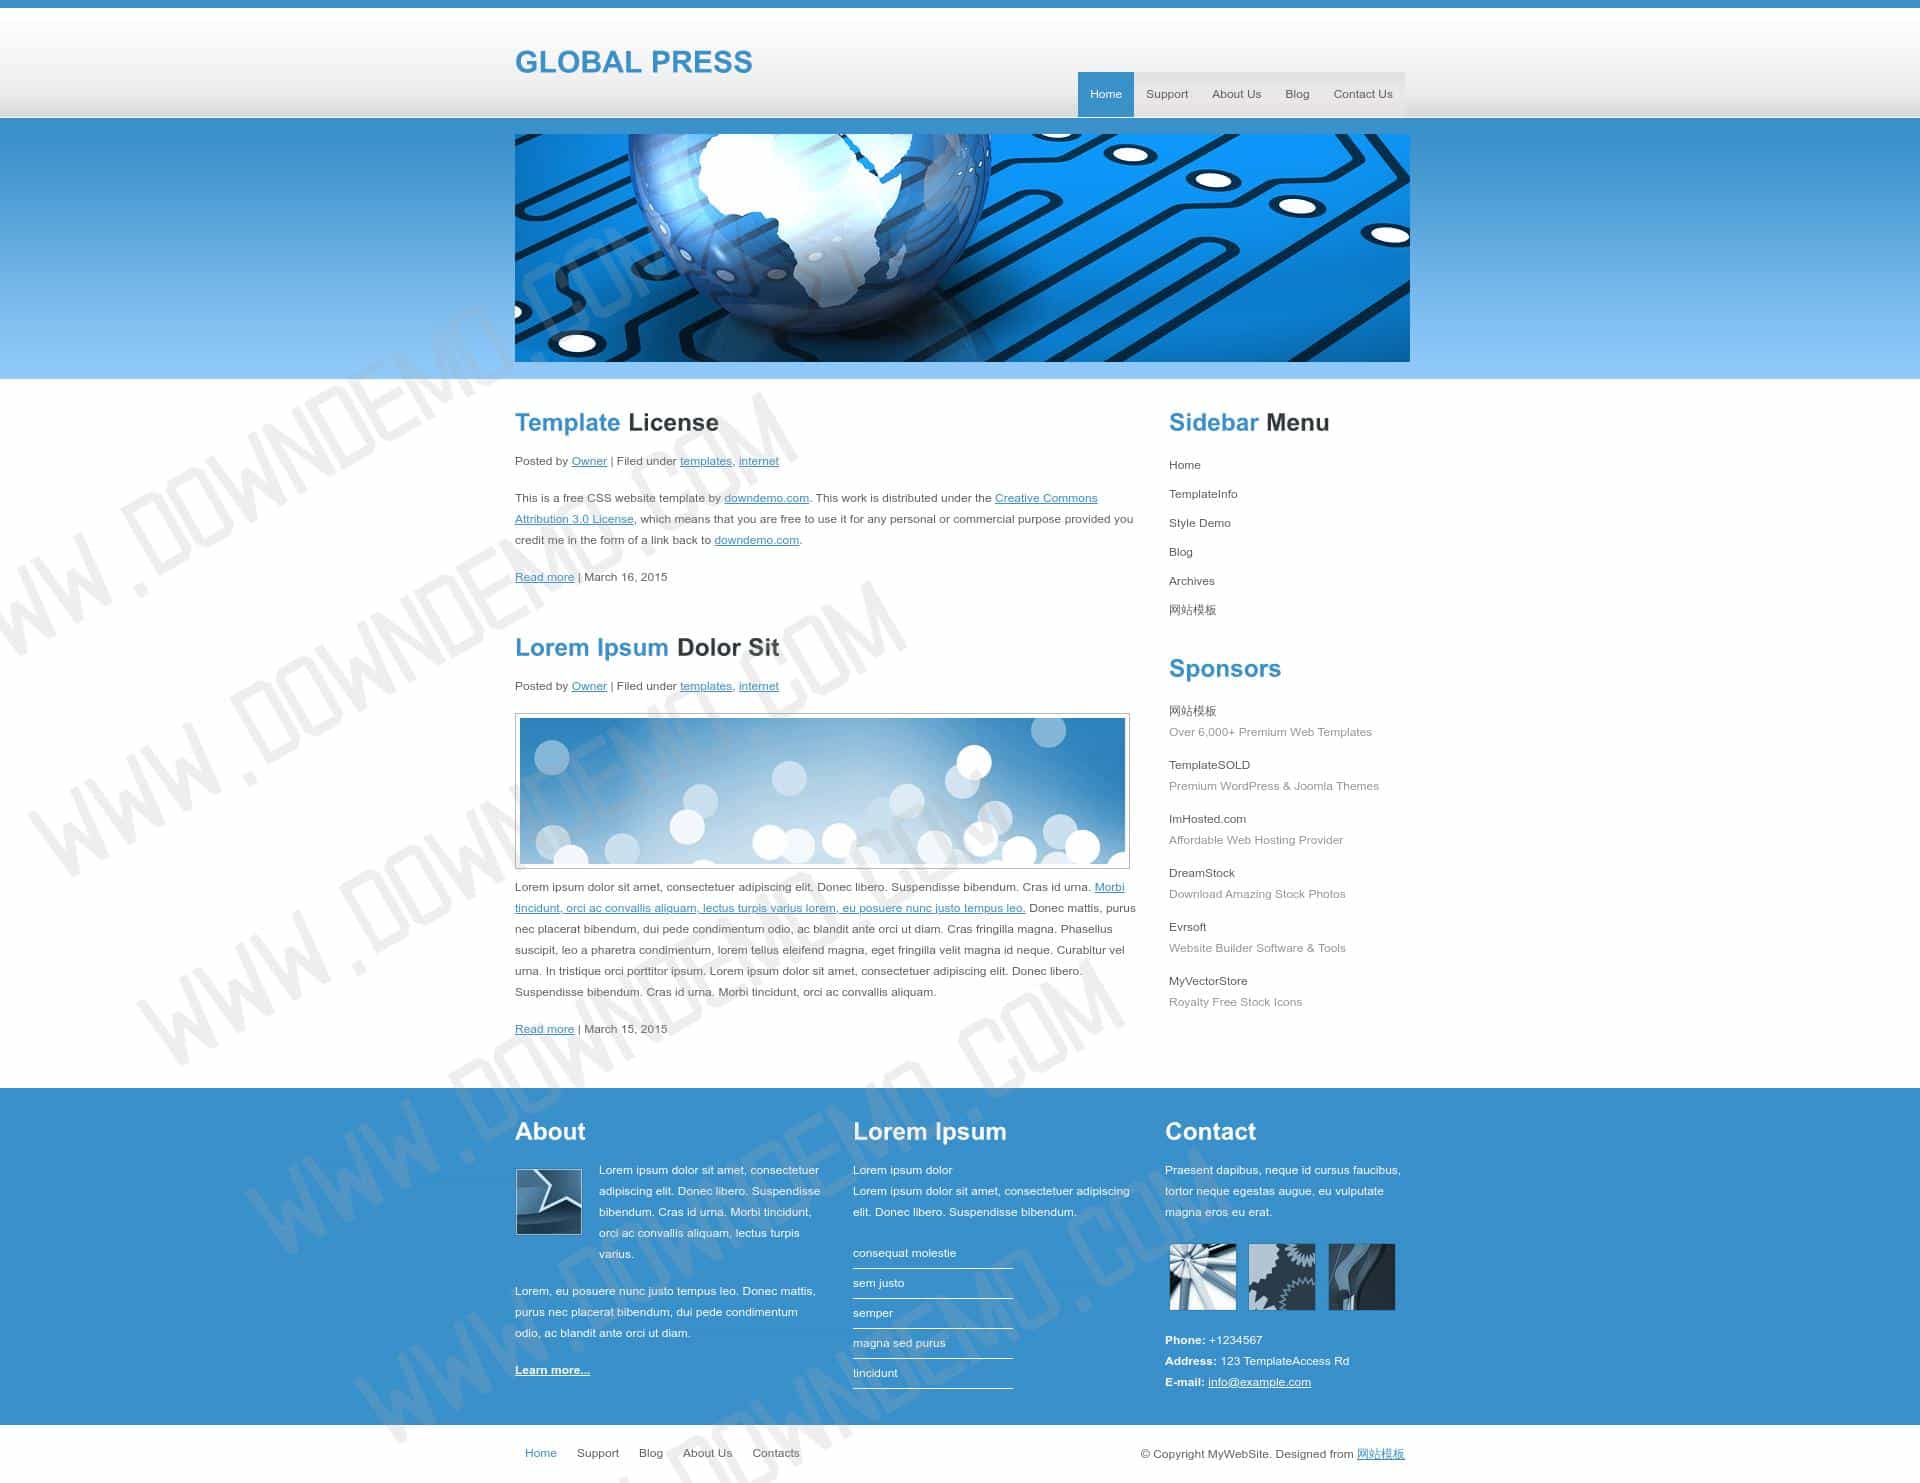 GLOBAL PRESS
Home Support About Us Blog Contact Us
Template License
Posted by Owner | Filed under templates, internet
This is a free CSS website template by downdemo.com. This work is distributed under the Creative Commons
Attribution 3.0 License, which means that you are free to use it for any personal or commercial purpose provided you
credit me in the form of a link back to downdemo.com.
Read more | March 16, 2015
Lorem Ipsum Dolor Sit
Posted by Owner | Filed under templates, internet
Lorem ipsum dolor sit amet, consectetuer adipiscing elit. Donec libero. Suspendisse bibendum. Cras id urna. Morbi
tincidunt, orci ac convallis aliquam, lectus turpis varius lorem, eu posuere nunc justo tempus leo. Donec mattis, purus
nec placerat bibendum, dui pede condimentum odio, ac blandit ante orci ut diam. Cras fringilla magna. Phasellus
suscipit, leo a pharetra condimentum, lorem tellus eleifend magna, eget fringilla velit magna id neque. Curabitur vel
urna. In tristique orci porttitor ipsum. Lorem ipsum dolor sit amet, consectetuer adipiscing elit. Donec libero.
Suspendisse bibendum. Cras id urna. Morbi tincidunt, orci ac convallis aliquam.
Read more | March 15, 2015
Sidebar Menu
Home
TemplateInfo
Style Demo
Blog
Archives
网站模板
Sponsors
网站模板
Over 6,000+ Premium Web Templates
TemplateSOLD
Premium WordPress & Joomla Themes
ImHosted.com
Affordable Web Hosting Provider
DreamStock
Download Amazing Stock Photos
Evrsoft
Website Builder Software & Tools
MyVectorStore
Royalty Free Stock Icons
About
Lorem ipsum dolor sit amet, consectetuer
adipiscing elit. Donec libero. Suspendisse
bibendum. Cras id urna. Morbi tincidunt,
orci ac convallis aliquam, lectus turpis
varius.
Lorem, eu posuere nunc justo tempus leo. Donec mattis,
purus nec placerat bibendum, dui pede condimentum
odio, ac blandit ante orci ut diam.
Learn more...
Lorem Ipsum
Lorem ipsum dolor
Lorem ipsum dolor sit amet, consectetuer adipiscing
elit. Donec libero. Suspendisse bibendum.
consequat molestie
sem justo
semper
magna sed purus
tincidunt
Contact
Praesent dapibus, neque id cursus faucibus,
tortor neque egestas augue, eu vulputate
magna eros eu erat.
Phone: +1234567
Address: 123 TemplateAccess Rd
E-mail: info@example.com
Home Support Blog About Us Contacts
© Copyright MyWebSite. Designed from 网站模板
WWW.DOWNDEMO.COM
WWW.DOWNDEMO.COM
WWW.DOWNDEMO.COM
WWW.DOWNDEMO.COM
WWW.DOWNDEMO.COM